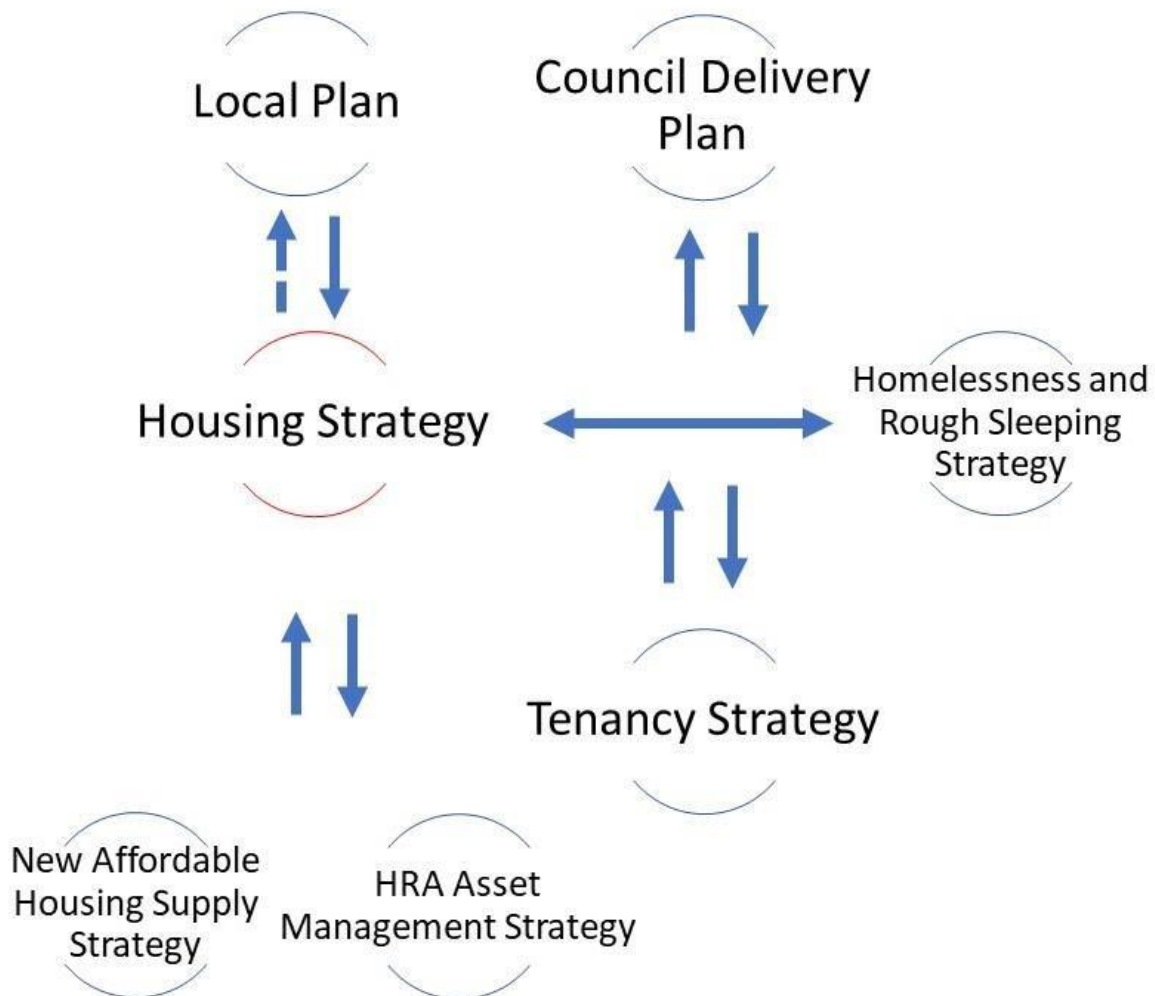 Local Plan
Council Delivery
Plan
Housing Strategy
Homelessness and
Rough Sleeping
Strategy
Tenancy Strategy
New Affordable
Housing Supply
Strategy
HRA Asset
Management Strategy